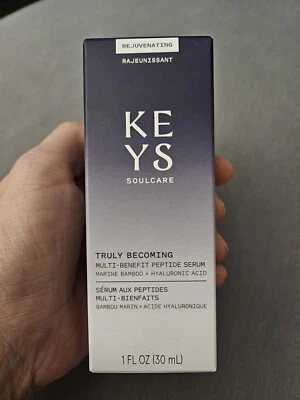 REJUVENATING
RAJEUNISSANT
KE
YS
SOULCARE
TRULY BECOMING
MULTI-BENEFIT PEPTIDE SERUM
MARINE BAMBOO + HYALURONIC ACID
SÉRUM AUX PEPTIDES
MULTI-BIENFAITS
BAMBOU MARIN + ACIDE HYALURONIQUE
1 FL OZ (30 mL)